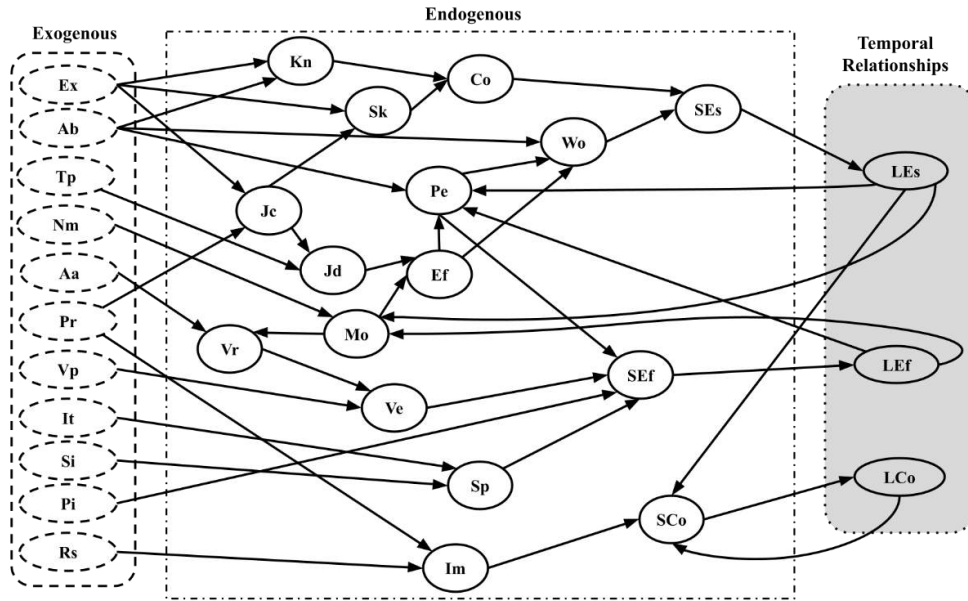 Exogenous
Endogenous
Temporal
Relationships
Ex
Ab
Tp
Nm
Aa
Pr
Vp
It
Si
Pi
Rs
Kn
Co
Sk
SEs
Wo
Pe
Jc
Jd
Ef
Mo
Vr
SEf
Ve
Sp
SCo
Im
LEs
LEf
LCo